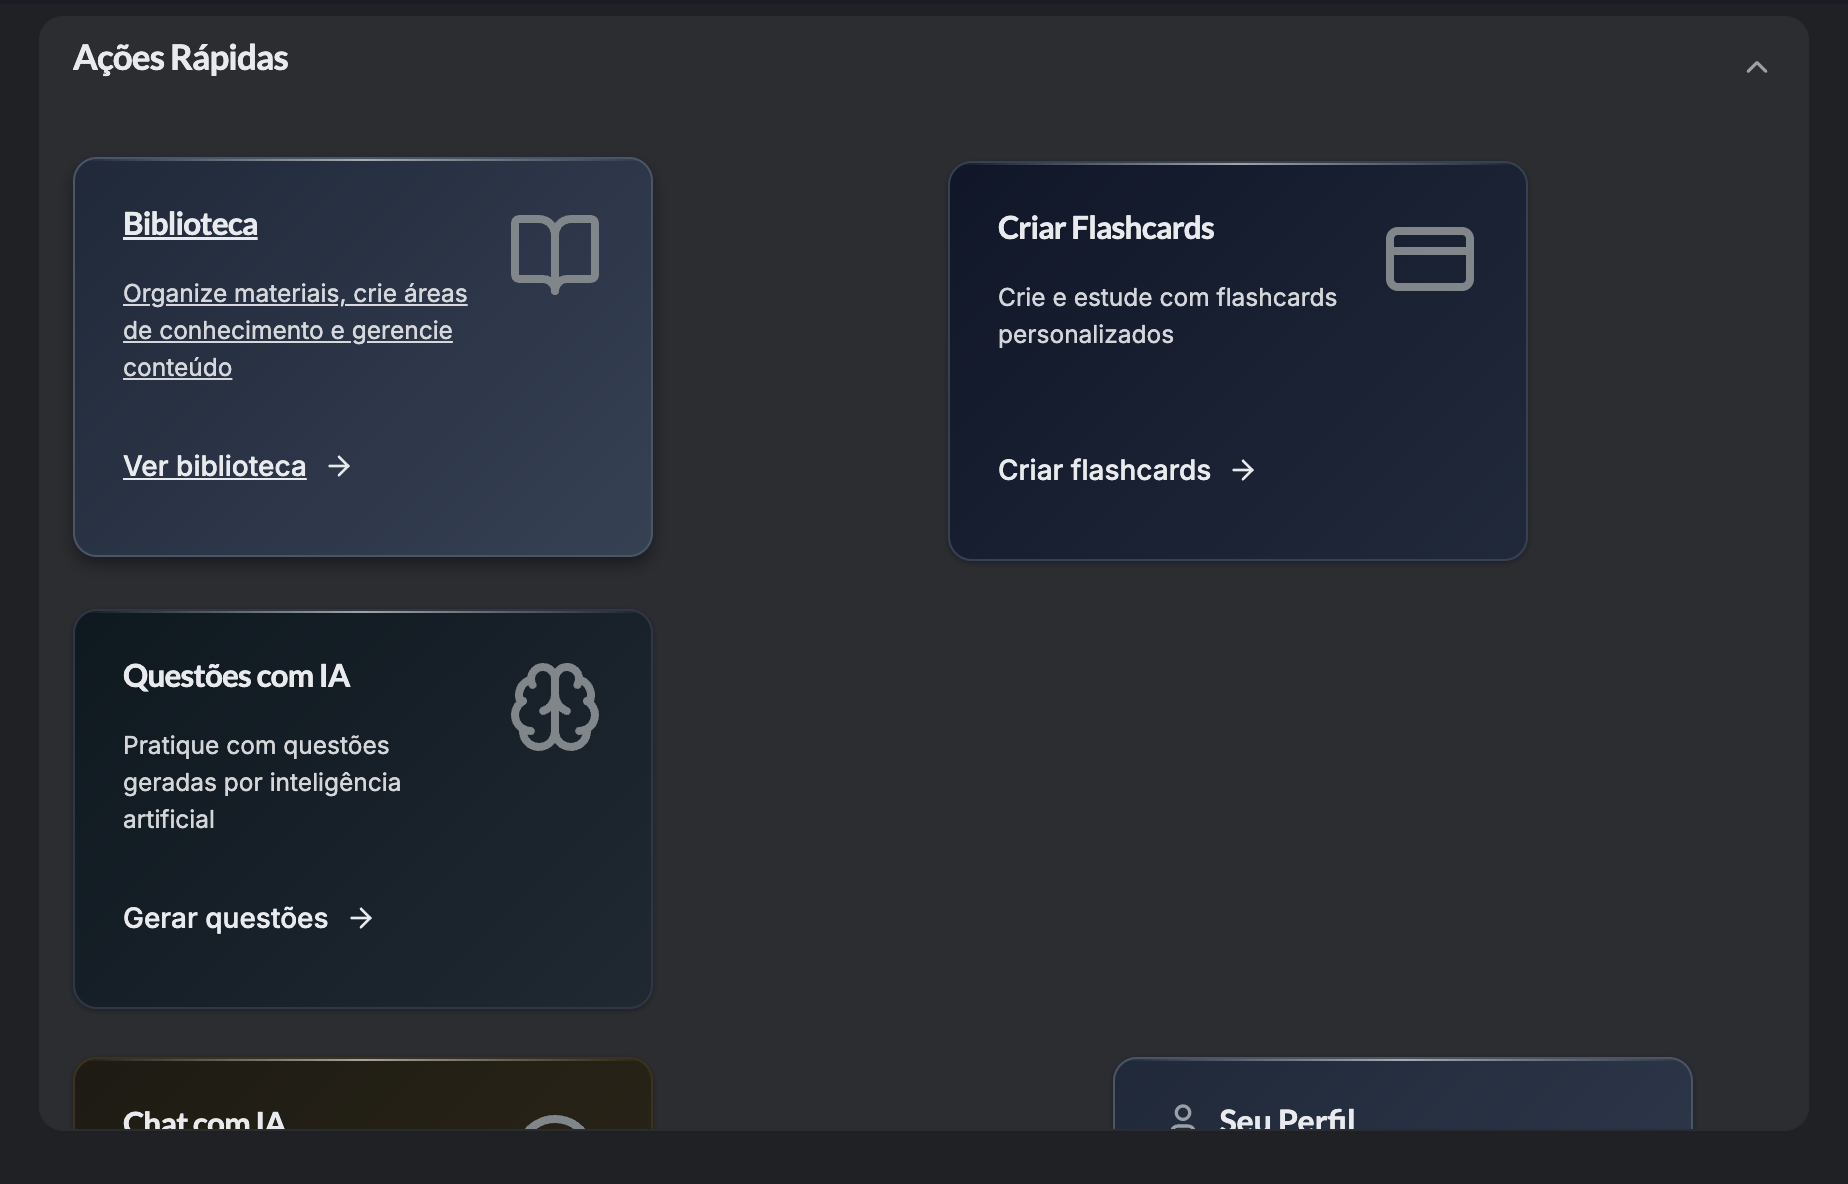 Ações Rápidas
Biblioteca
Organize materiais, crie áreas
de conhecimento e gerencie
conteúdo
Ver biblioteca
Criar Flashcards
Crie e estude com flashcards
personalizados
Criar flashcards
Questões com IA
Pratique com questões
geradas por inteligência
artificial
Gerar questões
Chat com IA
Seu Perfil